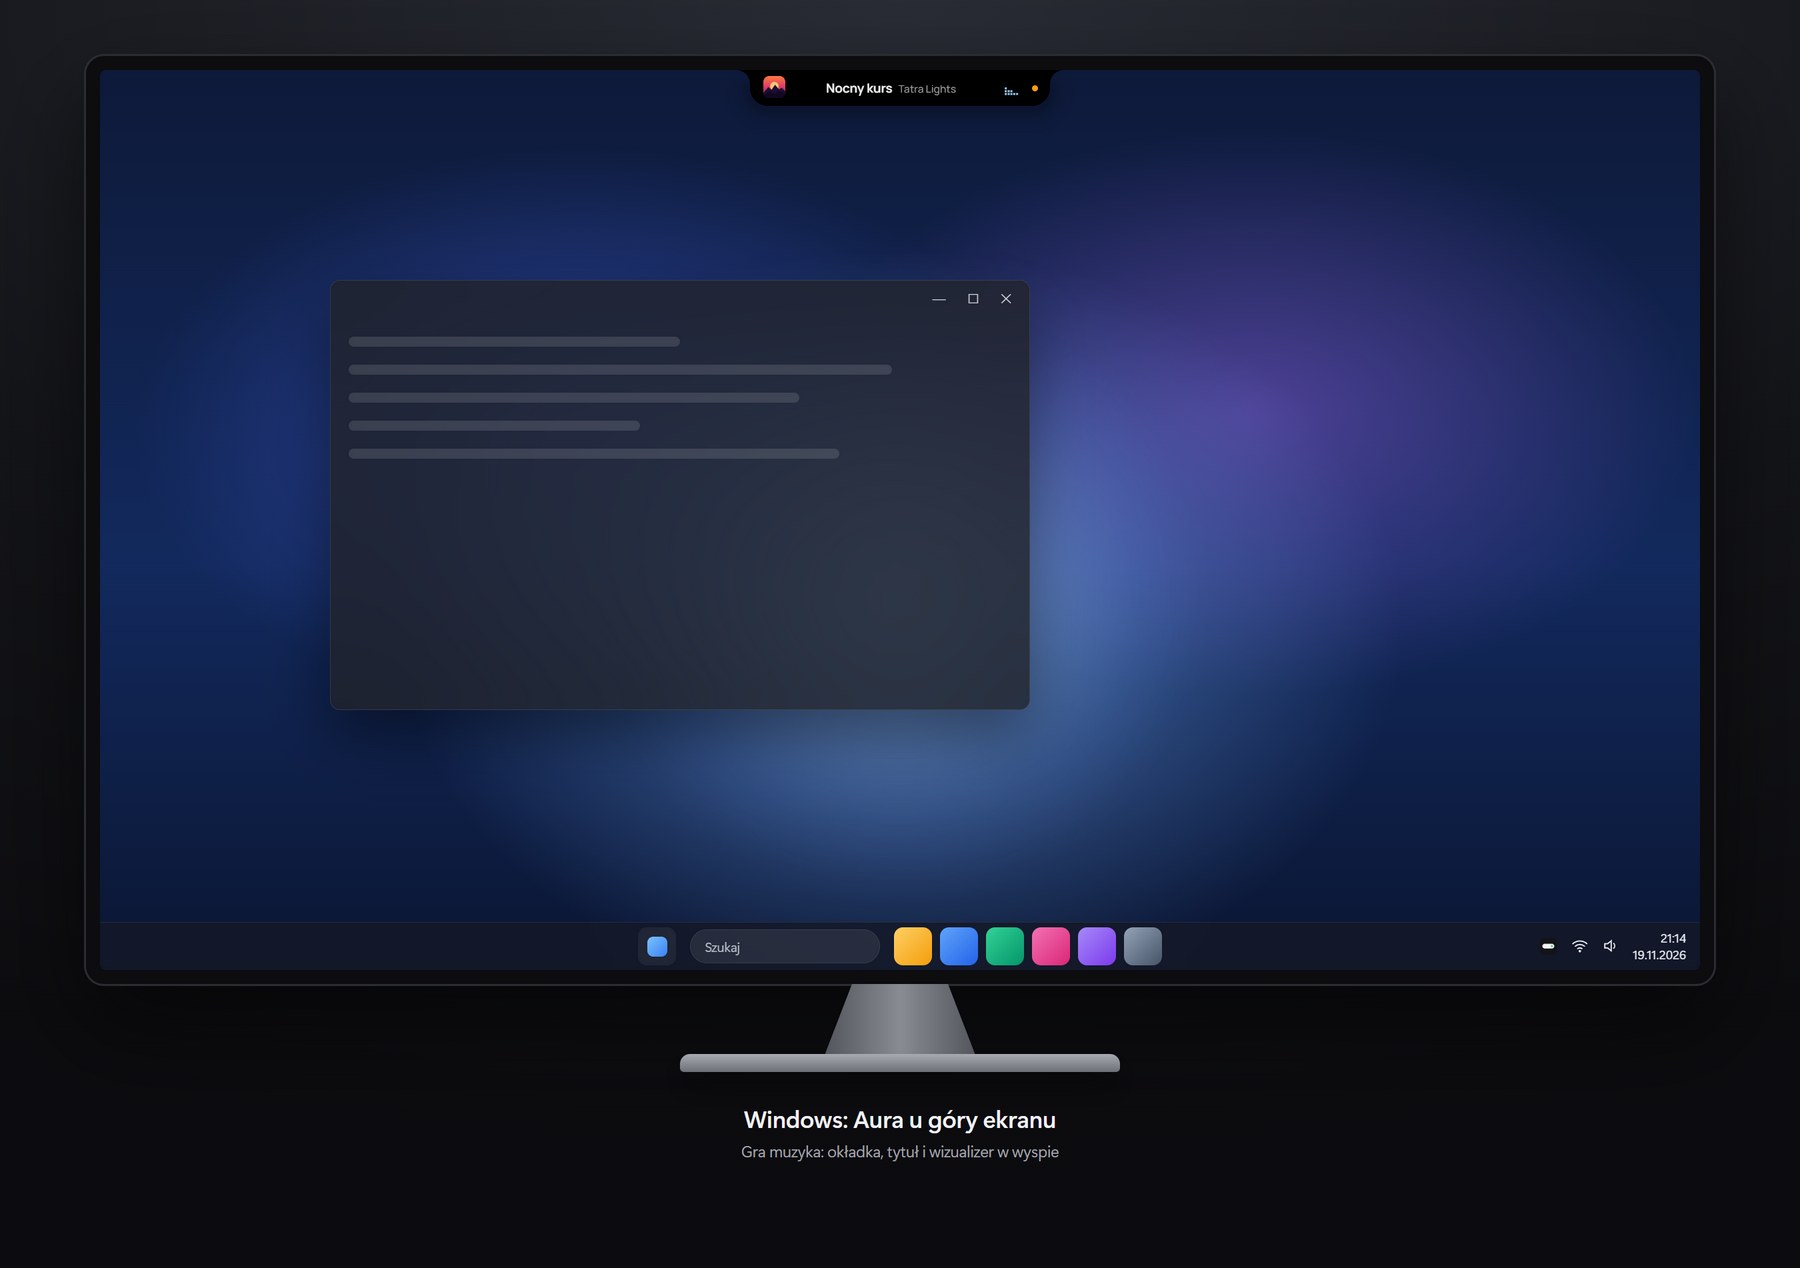 Nocny kurs Tatra Lights
Szukaj
21:14
19.11.2026
Windows: Aura u góry ekranu
Gra muzyka: okładka, tytuł i wizualizer w wyspie